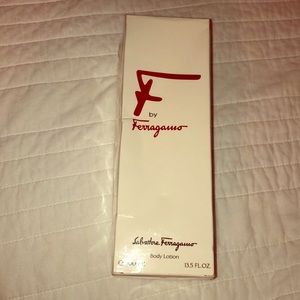 F
by
Ferragamo
Salvatore Ferragamo
Body Lotion
13.5 FL.OZ.